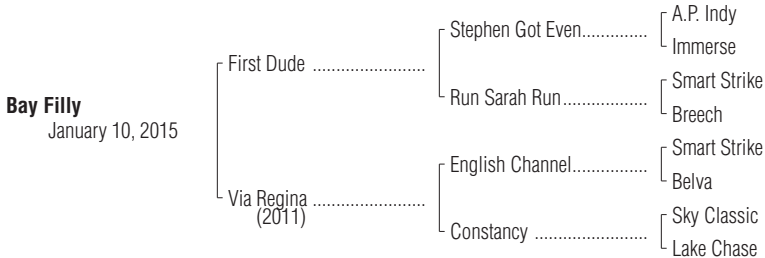 A.P. Indy
Stephen Got Even..............
Immerse
First Dude ........................
Smart Strike
Run Sarah Run..................
Breech
Bay Filly
January 10, 2015
Smart Strike
English Channel................
Belva
Via Regina ........................
(2011)
Sky Classic
Constancy ........................
Lake Chase